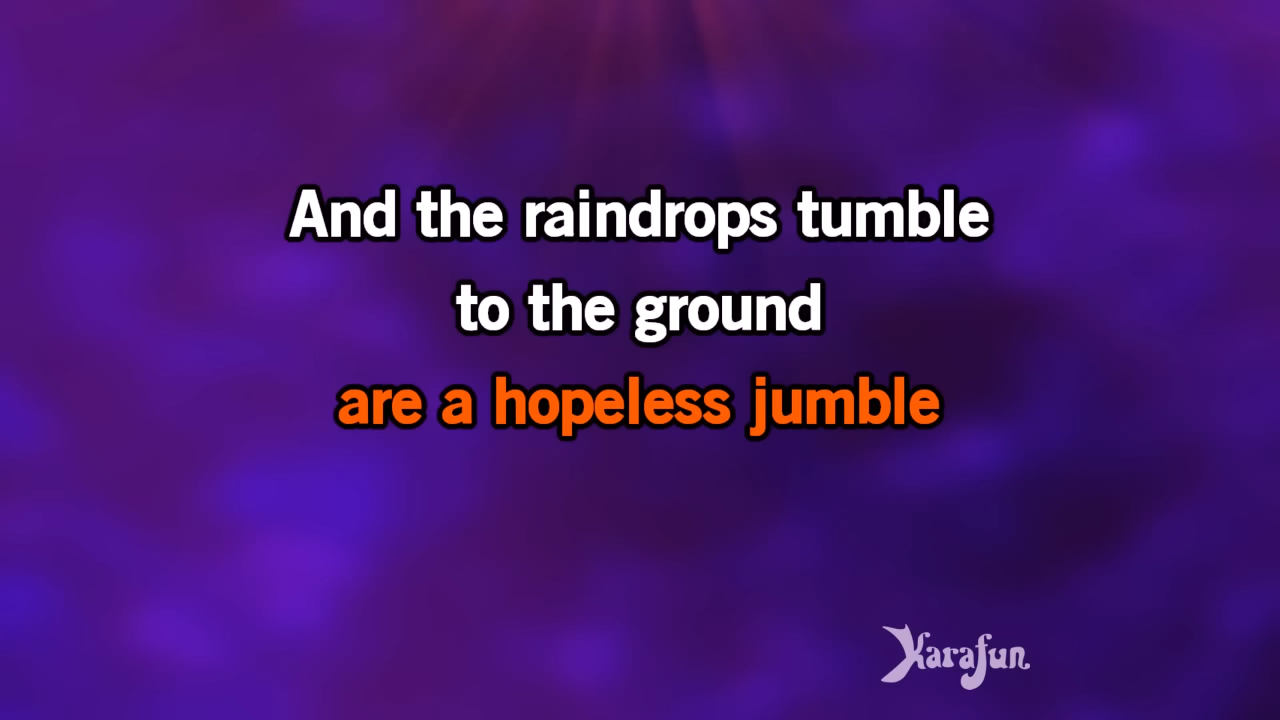 And the raindrops tumble
to the ground
are a hopeless jumble
Karafun